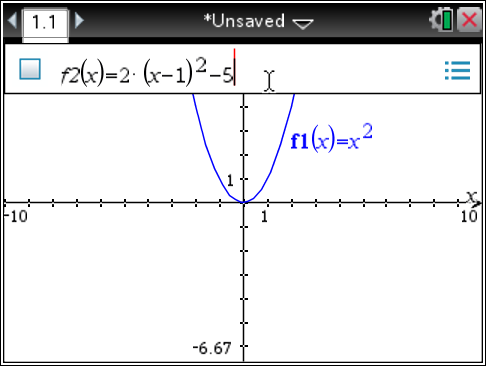 1.1
*Unsaved
f2(x)=2·(x−1)²−5
f1(x)=x²
1
x
-10
1
10
-6.67